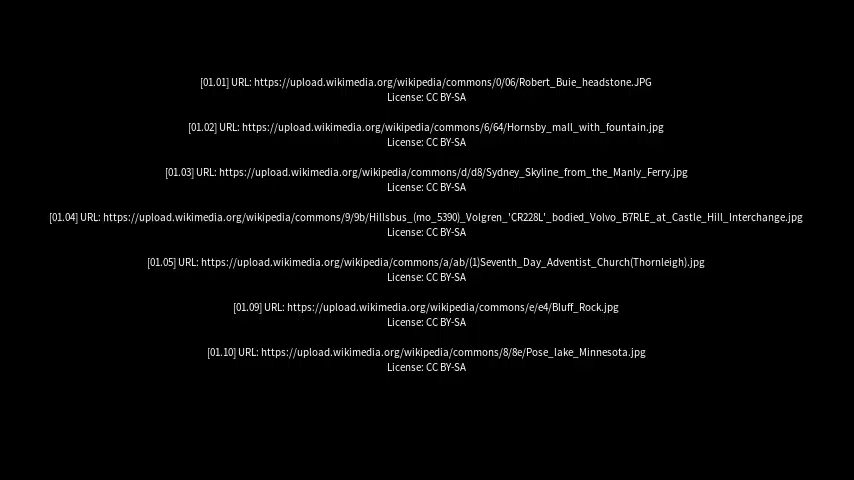 [01.01] URL: https://upload.wikimedia.org/wikipedia/commons/0/06/Robert_Buie_headstone.JPG
License: CC BY-SA
[01.02] URL: https://upload.wikimedia.org/wikipedia/commons/6/64/Hornsby_mall_with_fountain.jpg
License: CC BY-SA
[01.03] URL: https://upload.wikimedia.org/wikipedia/commons/d/d8/Sydney_Skyline_from_the_Manly_Ferry.jpg
License: CC BY-SA
[01.04] URL: https://upload.wikimedia.org/wikipedia/commons/9/9b/Hillsbus_(mo_5390)_Volgren_'CR228L'_bodied_Volvo_B7RLE_at_Castle_Hill_Interchange.jpg
License: CC BY-SA
[01.05] URL: https://upload.wikimedia.org/wikipedia/commons/a/ab/(1)Seventh_Day_Adventist_Church(Thornleigh).jpg
License: CC BY-SA
[01.09] URL: https://upload.wikimedia.org/wikipedia/commons/e/e4/Bluff_Rock.jpg
License: CC BY-SA
[01.10] URL: https://upload.wikimedia.org/wikipedia/commons/8/8e/Pose_lake_Minnesota.jpg
License: CC BY-SA